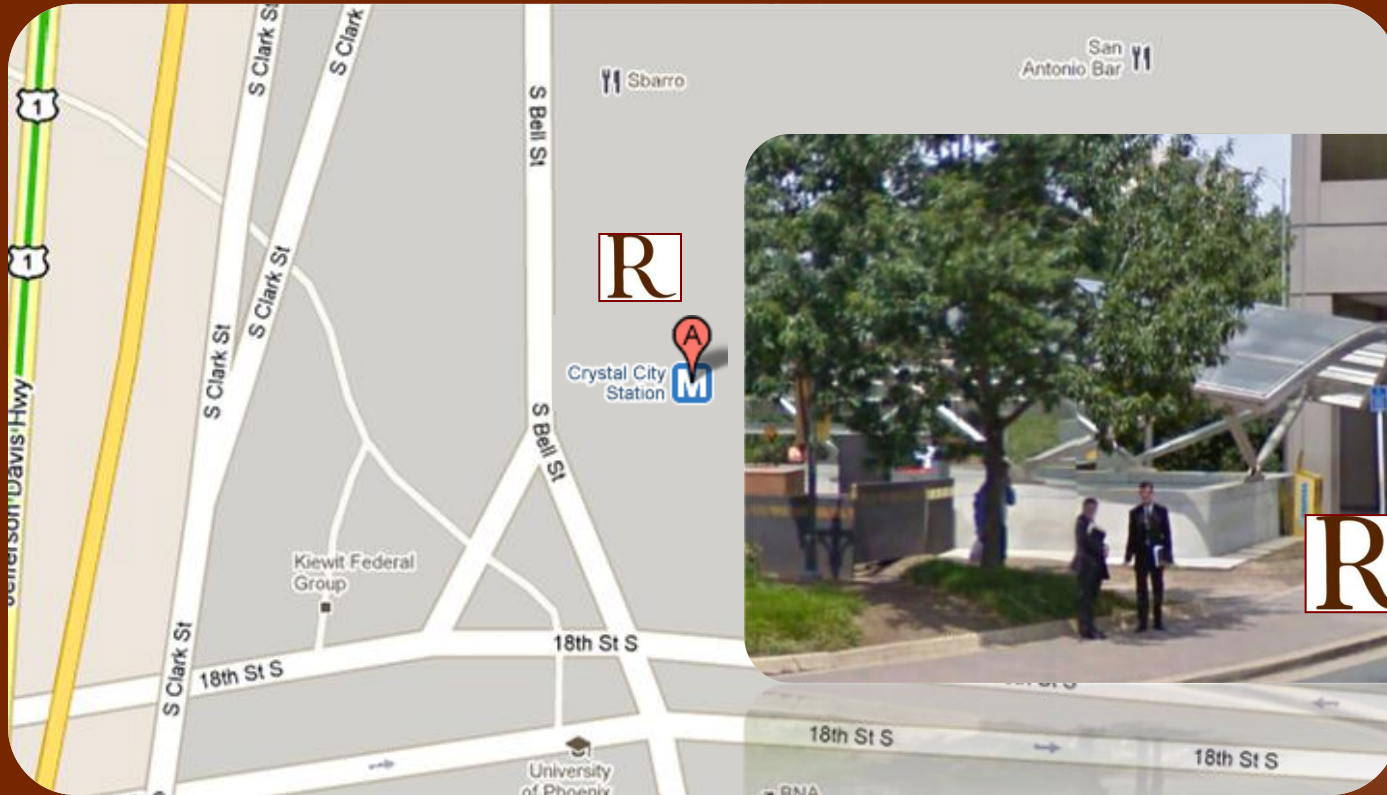 S Clark St
S Clark
S Bell St
Sbarro
San
Antonio Bar
1
1
R
S Clark St
S Clark St
A
Crystal City
Station
M
S Bell St
Jefferson Davis Hwy
Kiewit Federal
Group
R
S Clark St
18th St S
18th St S
18th St S
18th St S
University
of Phoenix
BNA